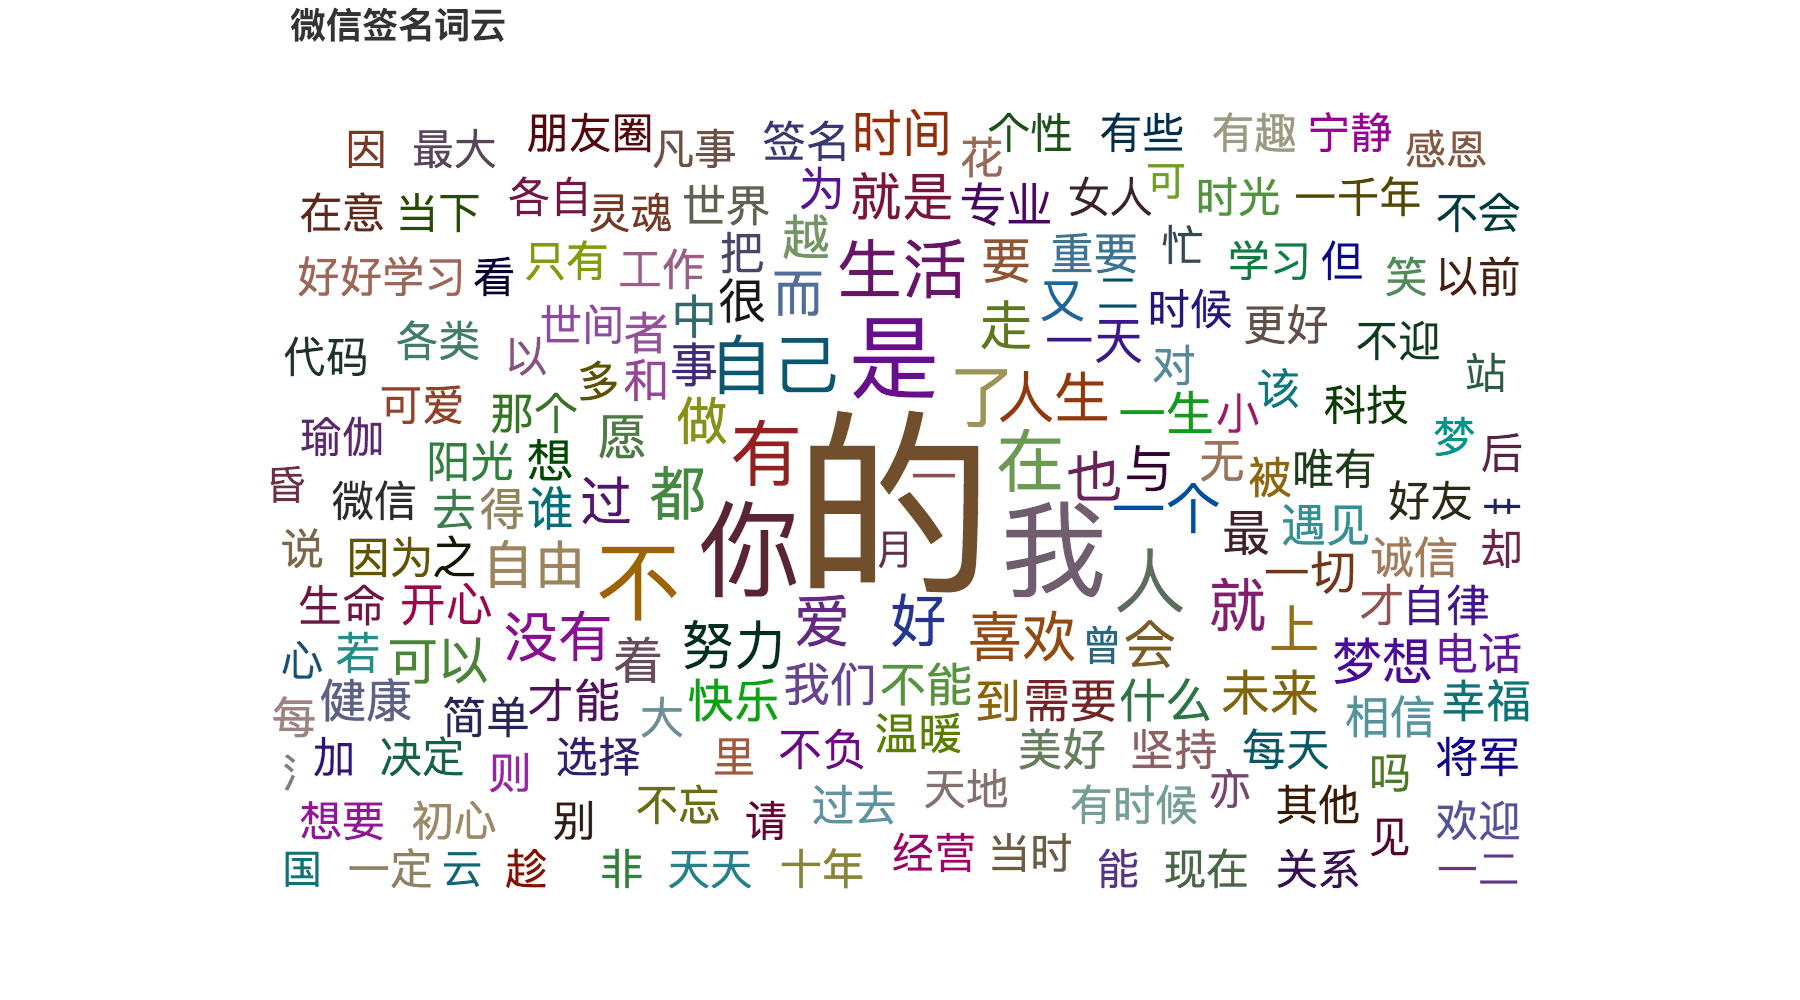 微信签名词云
因 最大 朋友圈 凡事 签名 时间 花 个性 有些 有趣 宁静 感恩
在意 当下 各自 灵魂 世界 为 就是 专业 女人 可 时光 一千年 不会
好好学习 看 只有 工作 把 越 生活 要 重要 忙 学习 但 笑 以前
代码 各类 以 世间 者 中 很 而 走 又 二 一天 时候 更好 不迎 站
可爱 那个 多 和 事 自己 是 了 人生 对 一生 小 该 科技
瑜伽 阳光 想 愿 做 有 的 一 在 也 与 无 被 唯有 梦 后
昏 微信 去 得 谁 过 都 你 月 我 一个 最 遇见 好友 艹
说 因为 之 自由 不 人 就 一切 诚信 却
生命 开心 没有 努力 爱 好 喜欢 曾 会 上 才 自律
心 若 可以 着 我们 不能 梦想 电话
每 健康 简单 才能 大 快乐 温暖 到 需要 什么 未来 相信 幸福
氵 加 决定 则 选择 里 不负 美好 坚持 每天 吗 将军
想要 初心 别 不忘 请 过去 天地 有时候 亦 其他 见 欢迎
国 一定 云 趁 非 天天 十年 经营 当时 能 现在 关系 一二